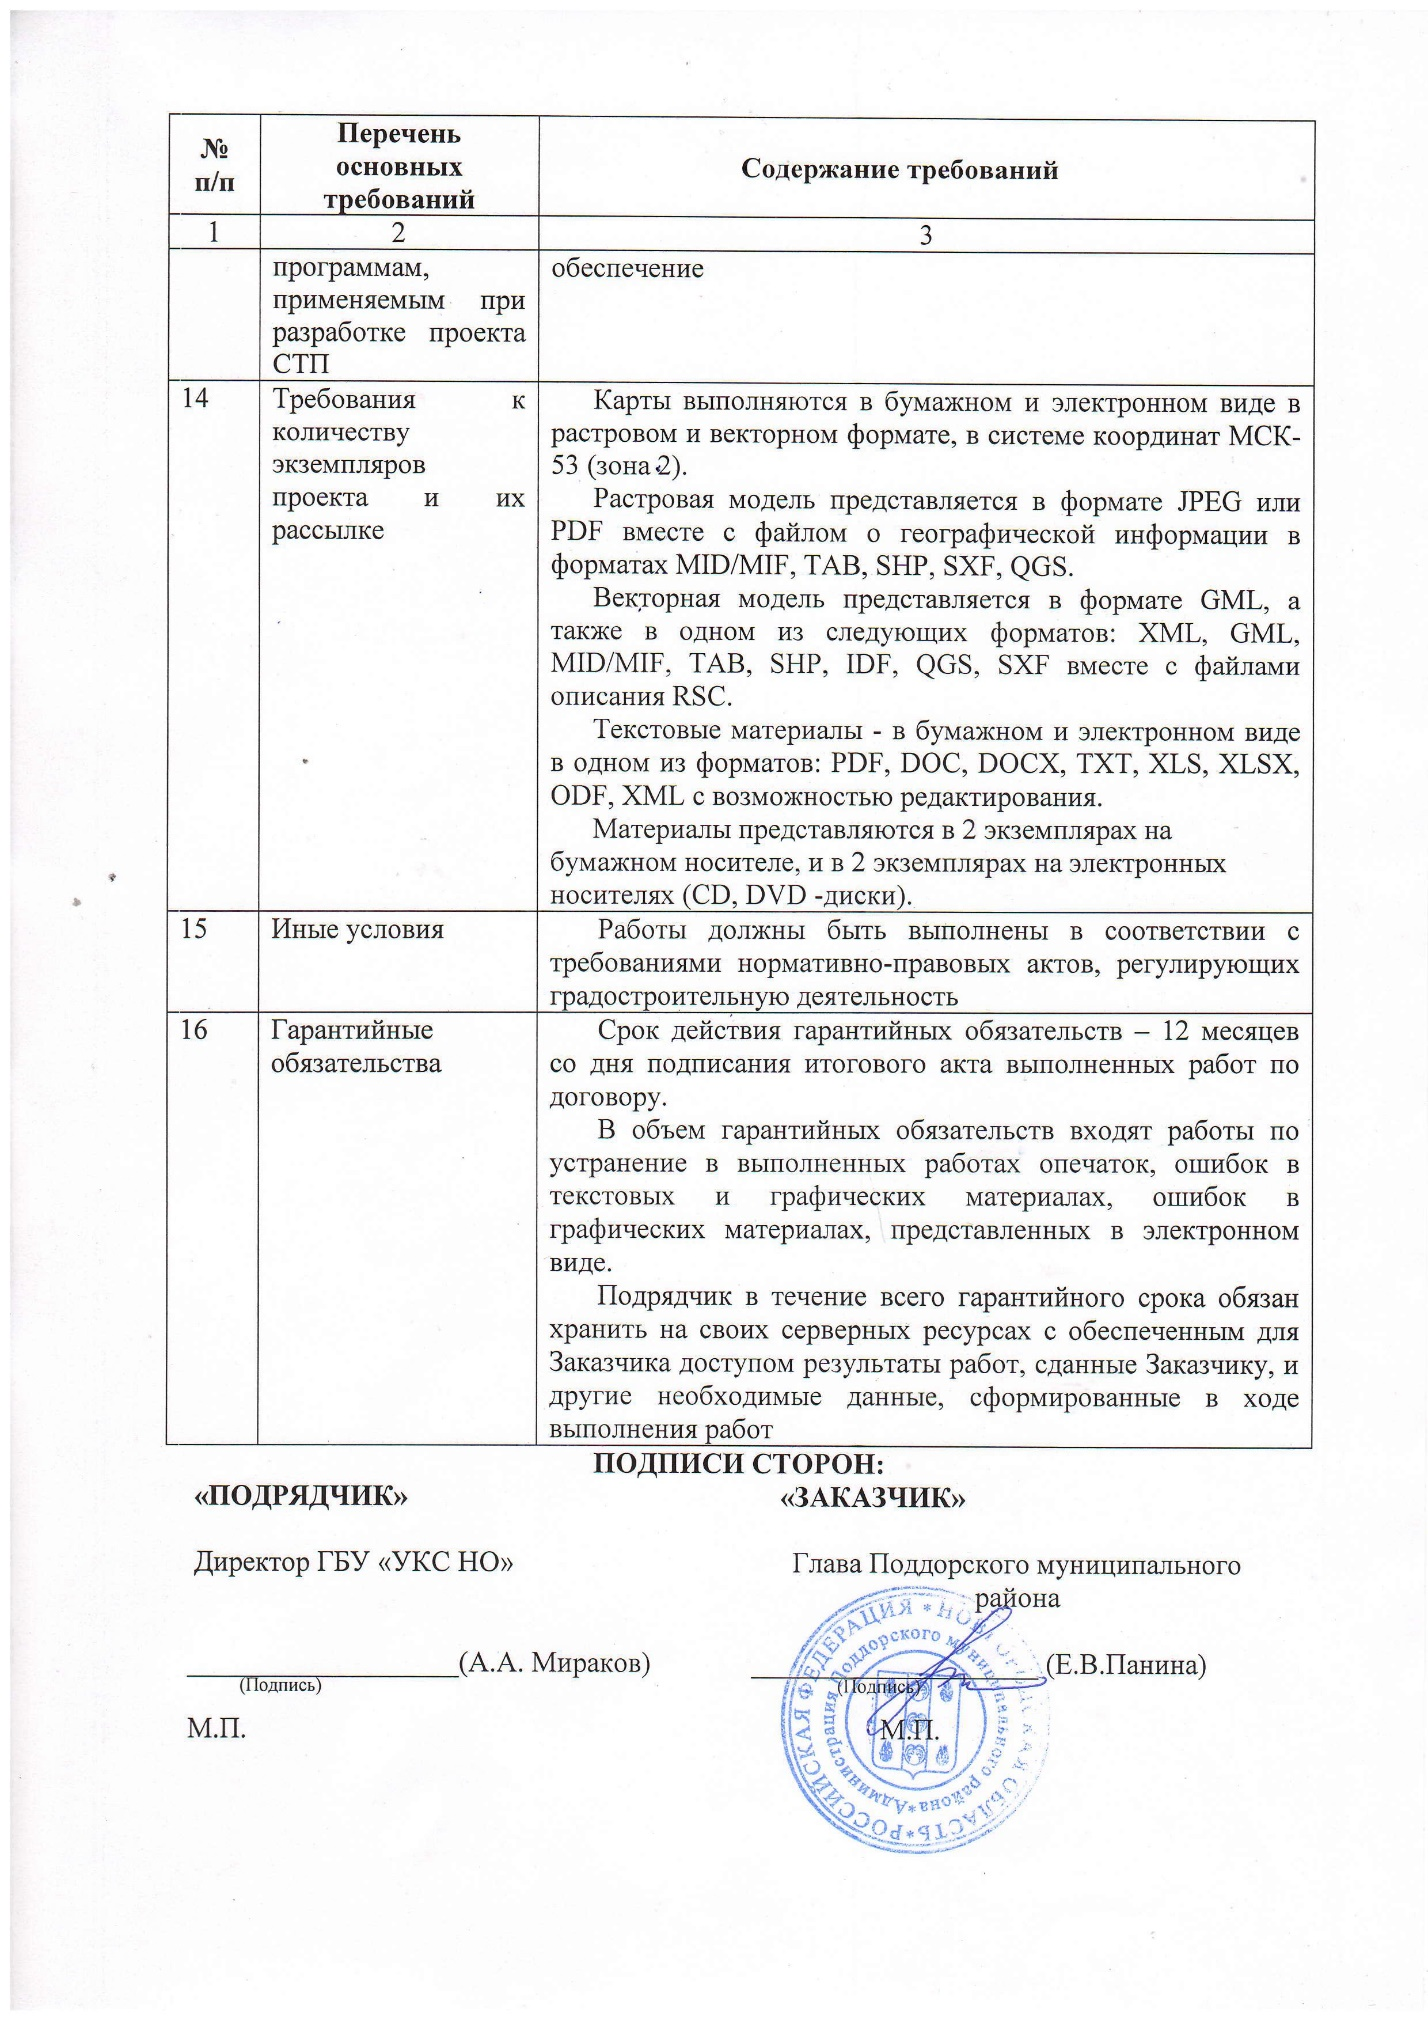 №
п/п
Перечень
основных
требований
Содержание требований
1
2
3
программам,
применяемым при
разработке проекта
СТП
обеспечение
14
Требования к
количеству
экземпляров
проекта и их
рассылке
Карты выполняются в бумажном и электронном виде в
растровом и векторном формате, в системе координат МСК-
53 (зона 2).
Растровая модель представляется в формате JPEG или
PDF вместе с файлом о географической информации в
форматах MID/MIF, TAB, SHP, SXF, QGS.
Векторная модель представляется в формате GML, а
также в одном из следующих форматов: XML, GML,
MID/MIF, TAB, SHP, IDF, QGS, SXF вместе с файлами
описания RSC.
Текстовые материалы - в бумажном и электронном виде
в одном из форматов: PDF, DOC, DOCX, TXT, XLS, XLSX,
ODF, XML с возможностью редактирования.
Материалы представляются в 2 экземплярах на
бумажном носителе, и в 2 экземплярах на электронных
носителях (CD, DVD -диски).
15
Иные условия
Работы должны быть выполнены в соответствии с
требованиями нормативно-правовых актов, регулирующих
градостроительную деятельность
16
Гарантийные
обязательства
Срок действия гарантийных обязательств – 12 месяцев
со дня подписания итогового акта выполненных работ по
договору.
В объем гарантийных обязательств входят работы по
устранение в выполненных работах опечаток, ошибок в
текстовых и графических материалах, ошибок в
графических материалах, представленных в электронном
виде.
Подрядчик в течение всего гарантийного срока обязан
хранить на своих серверных ресурсах с обеспеченным для
Заказчика доступом результаты работ, сданные Заказчику, и
другие необходимые данные, сформированные в ходе
выполнения работ
ПОДПИСИ СТОРОН:
«ПОДРЯДЧИК»
«ЗАКАЗЧИК»
Директор ГБУ «УКС НО»
Глава Поддорского муниципального
района
(А.А. Мираков)
(Подпись)
М.П.
(Е.В.Панина)
(Подпись)
М.П.
РОССИЙСКАЯ ФЕДЕРАЦИЯ * НОВГОРОДСКАЯ ОБЛАСТЬ *
Администрация Поддорского муниципального района *